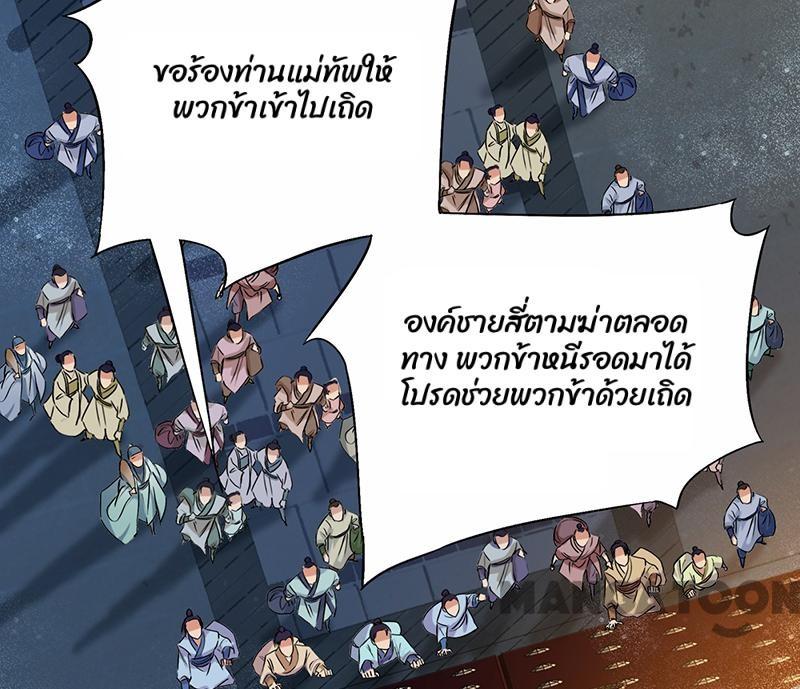 ขอร้องท่านแม่ทัพให้
พวกข้าเข้าไปเถิด
องค์ชายสี่ตามฆ่าตลอด
ทาง พวกข้าหนีรอดมาได้
โปรดช่วยพวกข้าด้วยเถิด
MANGATOON